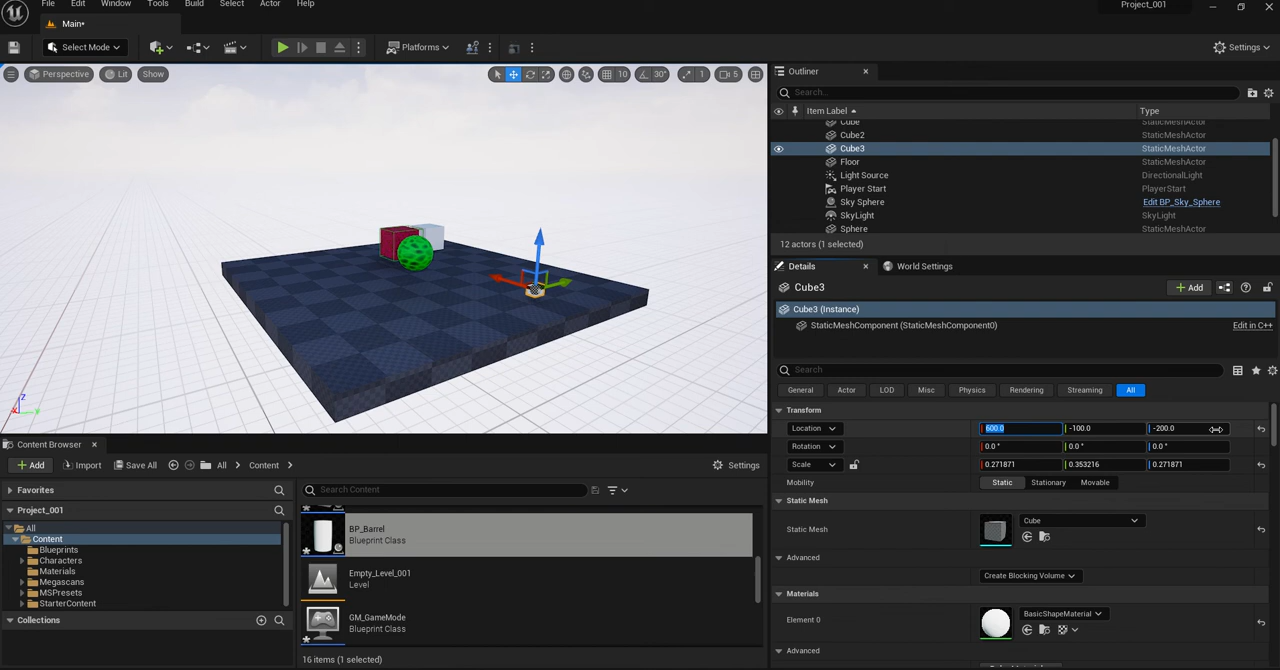 File Edit Window Tools Build Select Actor Help Project_001
Main•
Select Mode Platforms Settings
Perspective Lit Show 10 30° 1 5
Outliner
Search...
Item Label Type
Cube StaticMeshActor
Cube2 StaticMeshActor
Cube3 StaticMeshActor
Floor StaticMeshActor
Light Source DirectionalLight
Player Start PlayerStart
Sky Sphere Edit BP_Sky_Sphere
SkyLight SkyLight
Sphere StaticMeshActor
12 actors (1 selected)
Details World Settings
Cube3 + Add
Cube3 (Instance)
StaticMeshComponent (StaticMeshComponent0) Edit in C++
Search
General Actor LOD Misc Physics Rendering Streaming All
Transform
Location 600.0 -100.0 -200.0
Rotation 0.0 ° 0.0 ° 0.0 °
Scale 0.271871 0.353216 0.271871
Mobility Static Stationary Movable
Static Mesh
Static Mesh Cube
Advanced
Create Blocking Volume
Materials
Element 0 BasicShapeMaterial
Advanced
Z
X Y
Content Browser
+ Add Import Save All All Content Settings
Favorites
Project_001
All
Content
Blueprints
Characters
Materials
Megascans
MSPresets
StarterContent
Collections
Search Content
BP_Barrel
Blueprint Class
Empty_Level_001
Level
GM_GameMode
Blueprint Class
16 items (1 selected)